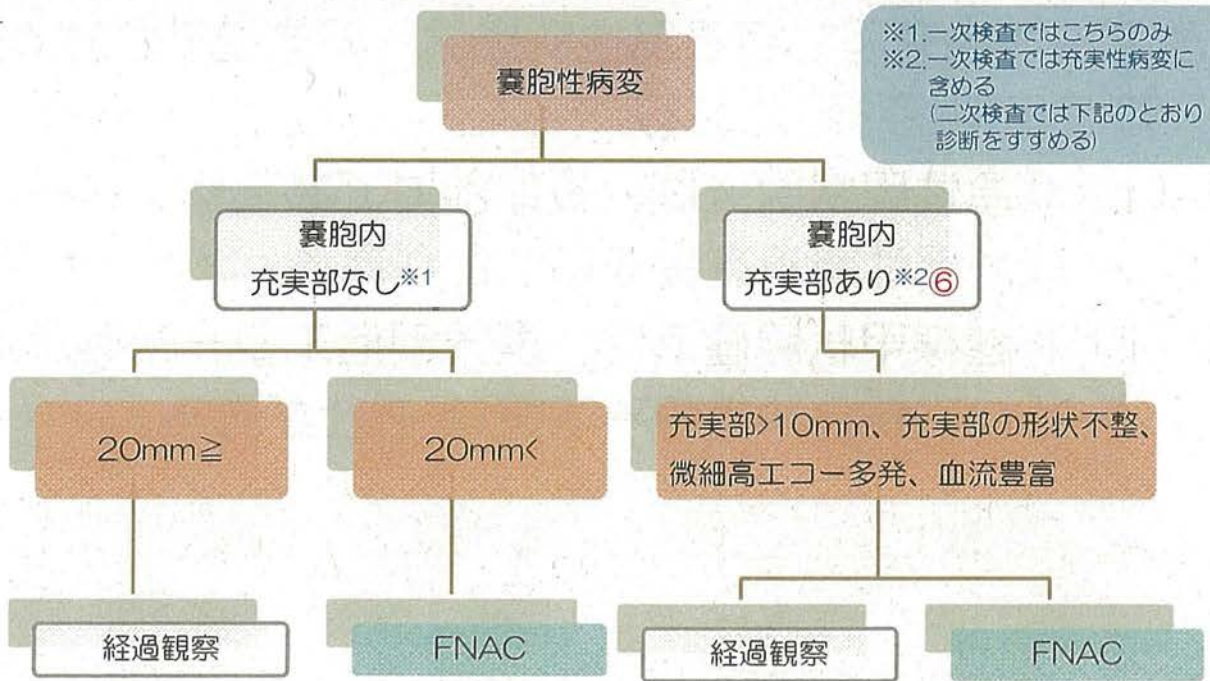 ※1.一次検査ではこちらのみ
※2.一次検査では充実性病変に
含める
(二次検査では下記のとおり
診断をすすめる)
嚢胞性病変
嚢胞内
充実部なし※1
嚢胞内
充実部あり※2⑥
20mm≧
20mm<
充実部>10mm、充実部の形状不整、
微細高エコー多発、血流豊富
経過観察
FNAC
経過観察
FNAC